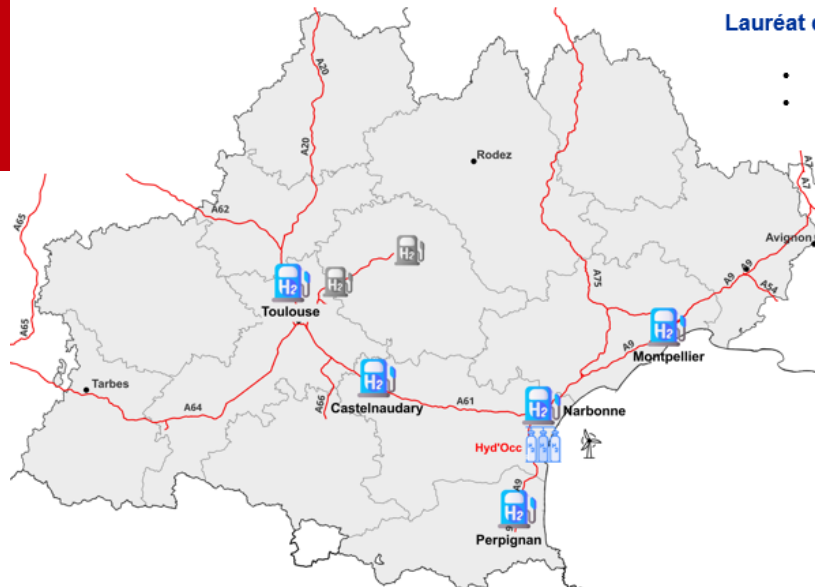 Lauréat
A20
A20
Rodez
A7
A7
A62
A65
Avignon
A9
A9
A54
A75
H2
H2
H2
Toulouse
A65
H2
A9
Montpellier
Tarbes
H2
Castelnaudary
A66
A61
A64
H2
Narbonne
Hyd'Occ
A9
H2
Perpignan